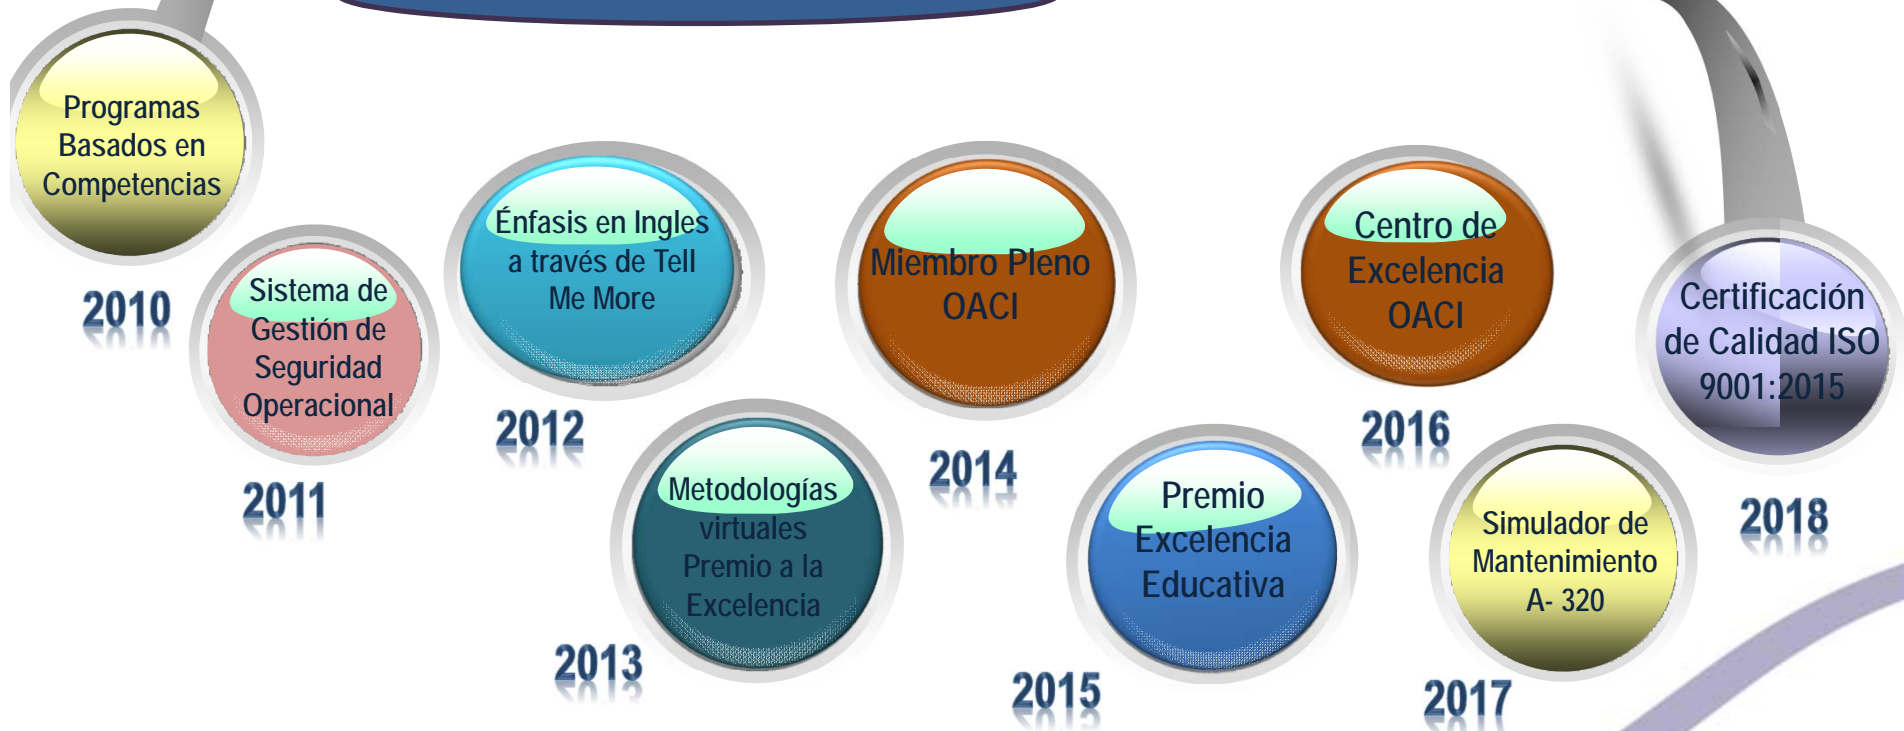 Programas
Basados en
Competencias
2010
Sistema de
Gestión de
Seguridad
Operacional
2011
Énfasis en Ingles
a través de Tell
Me More
2012
Metodologías
virtuales
Premio a la
Excelencia
2013
Miembro Pleno
OACI
2014
Premio
Excelencia
Educativa
2015
Centro de
Excelencia
OACI
2016
Simulador de
Mantenimiento
A- 320
2017
Certificación
de Calidad ISO
9001:2015
2018